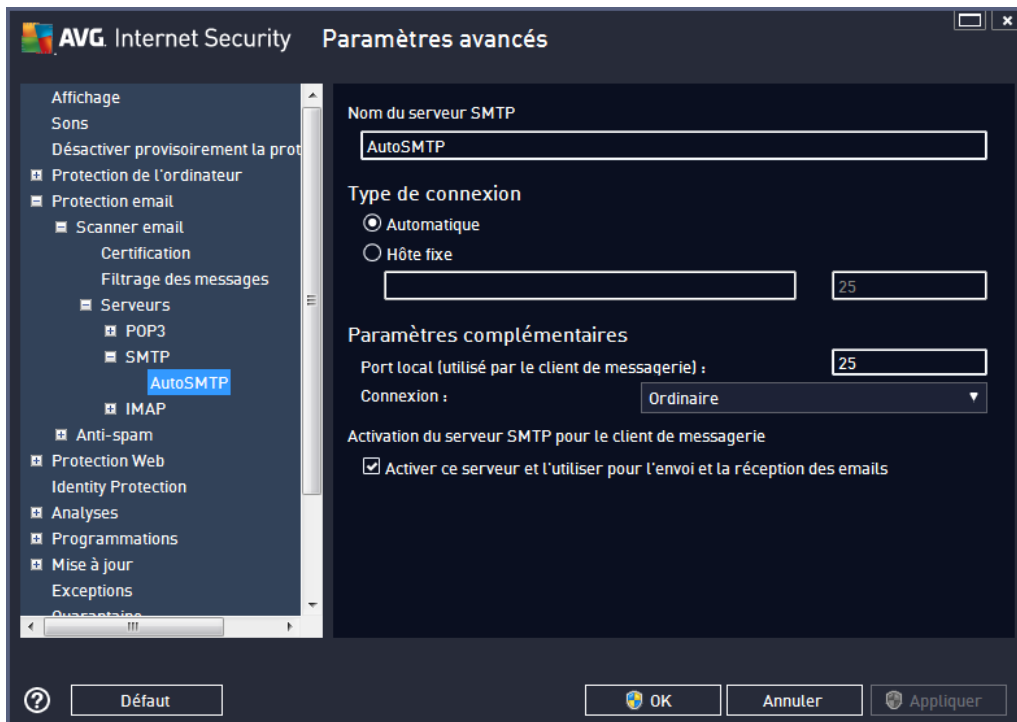 AVG. Internet Security Paramètres avancés
Affichage
Sons
Désactiver provisoirement la prot
Protection de l'ordinateur
Protection email
Scanner email
Certification
Filtrage des messages
Serveurs
POP3
SMTP
AutoSMTP
IMAP
Anti-spam
Protection Web
Identity Protection
Analyses
Programmations
Mise à jour
Exceptions
Quarantaine
Nom du serveur SMTP
AutoSMTP
Type de connexion
Automatique
Hôte fixe
25
Paramètres complémentaires
Port local (utilisé par le client de messagerie) : 25
Connexion : Ordinaire
Activation du serveur SMTP pour le client de messagerie
Activer ce serveur et l'utiliser pour l'envoi et la réception des emails
Défaut OK Annuler Appliquer